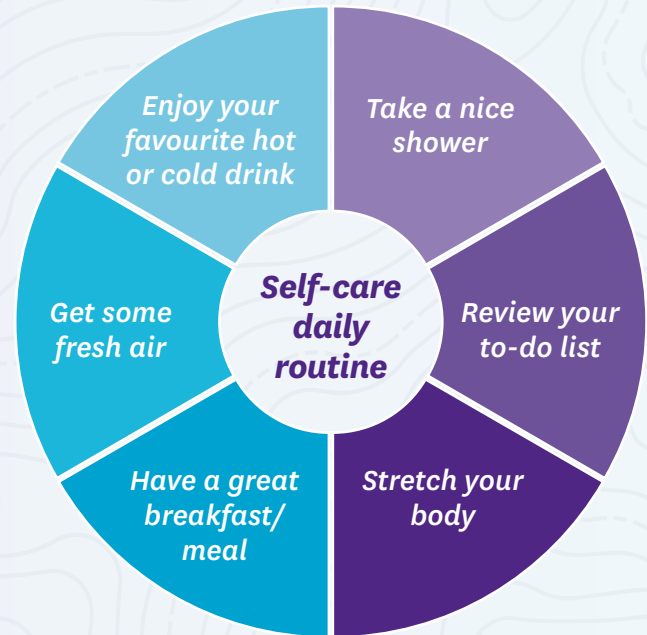 Self-care
daily
routine
Take a nice
shower
Review your
to-do list
Stretch your
body
Have a great
breakfast/
meal
Get some
fresh air
Enjoy your
favourite hot
or cold drink